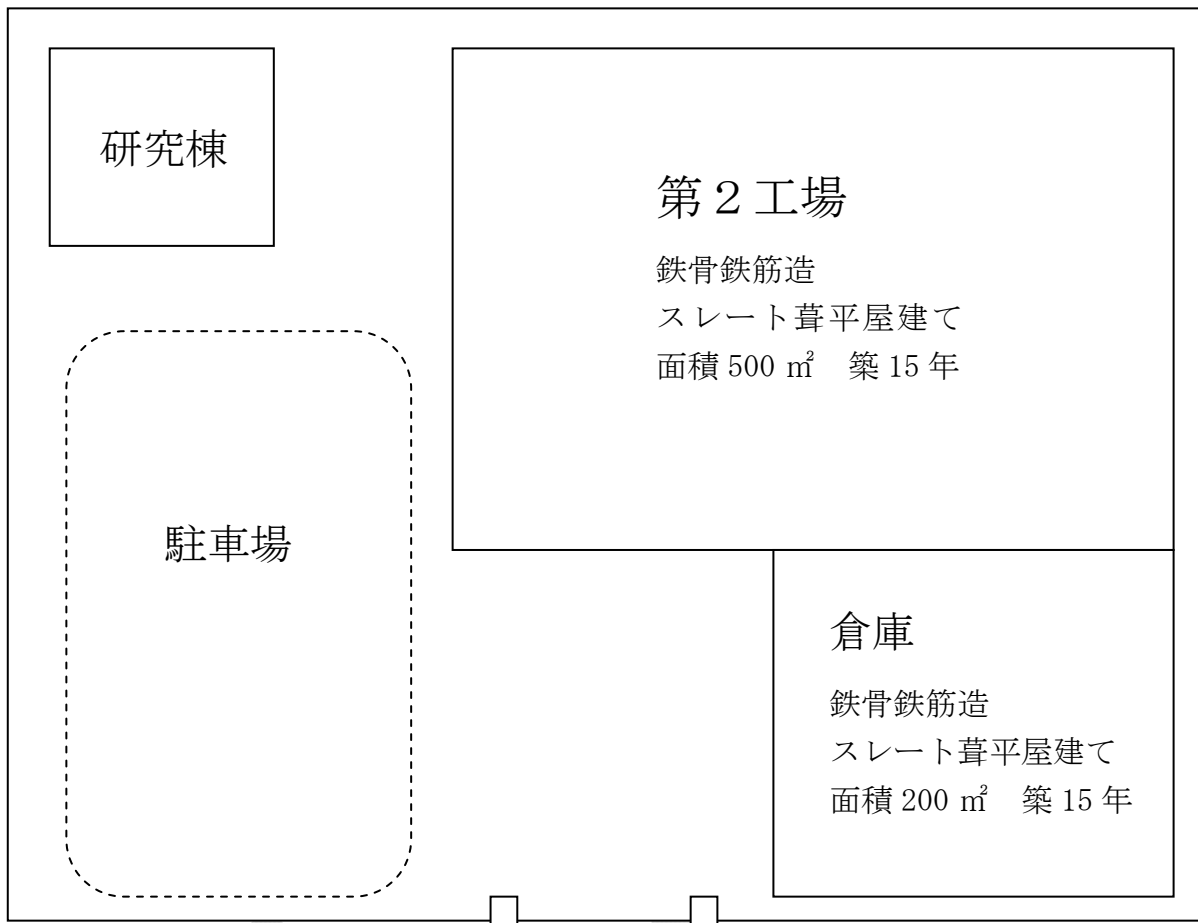 研究棟
第２工場
鉄骨鉄筋造
スレート葺平屋建て
面積 500 ㎡　築 15 年
駐車場
倉庫
鉄骨鉄筋造
スレート葺平屋建て
面積 200 ㎡　築 15 年